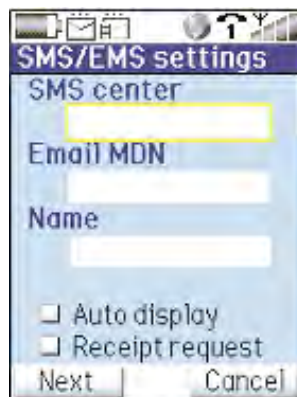 SMS/EMS settings
SMS center
Email MDN
Name
Auto display
Receipt request
Next Cancel